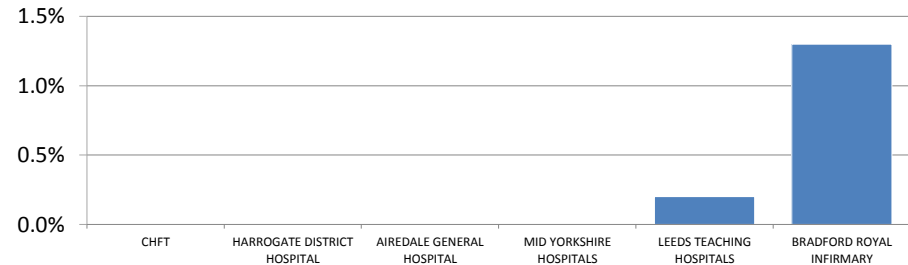 1.5%
1.0%
0.5%
0.0%
CHFT
HARROGATE DISTRICT
HOSPITAL
AIREDALE GENERAL
HOSPITAL
MID YORKSHIRE
HOSPITALS
LEEDS TEACHING
HOSPITALS
BRADFORD ROYAL
INFIRMARY